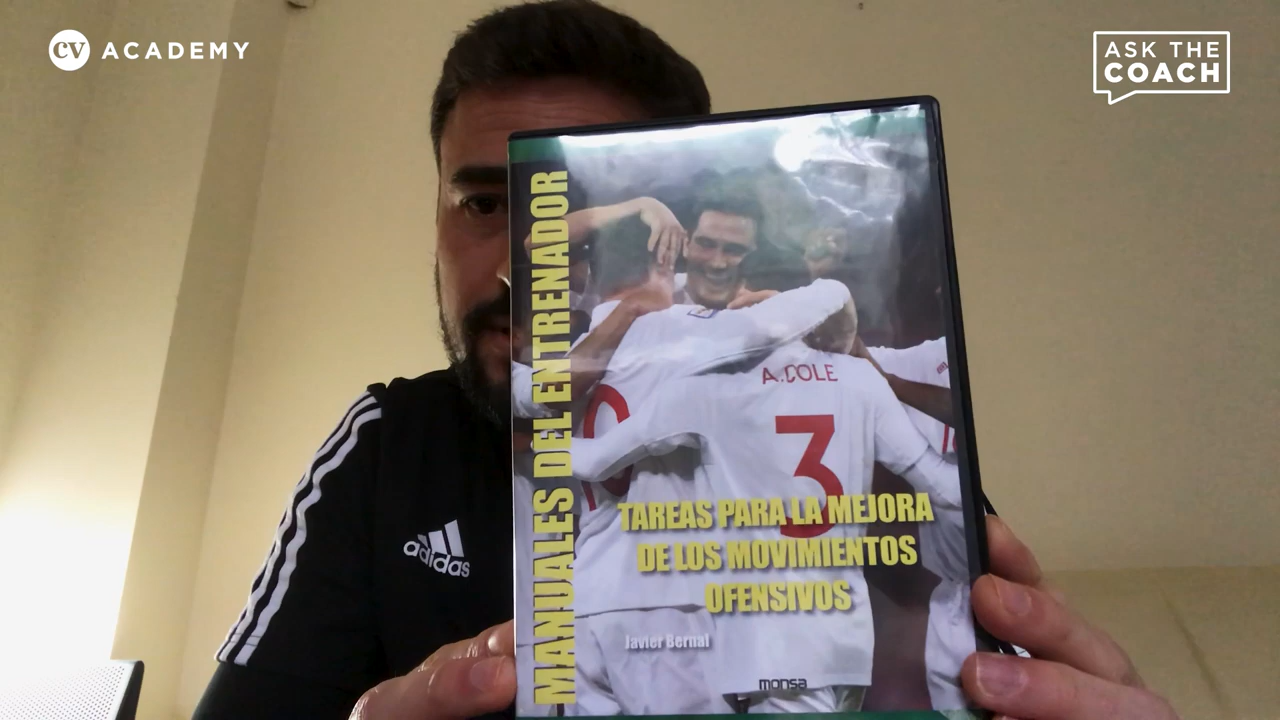 CV ACADEMY
ASK THE
COACH
MANUALES DEL ENTRENADOR
A.COLE
3
TAREAS PARA LA MEJORA
DE LOS MOVIMIENTOS
OFENSIVOS
Javier Bernal
monsa
adidas